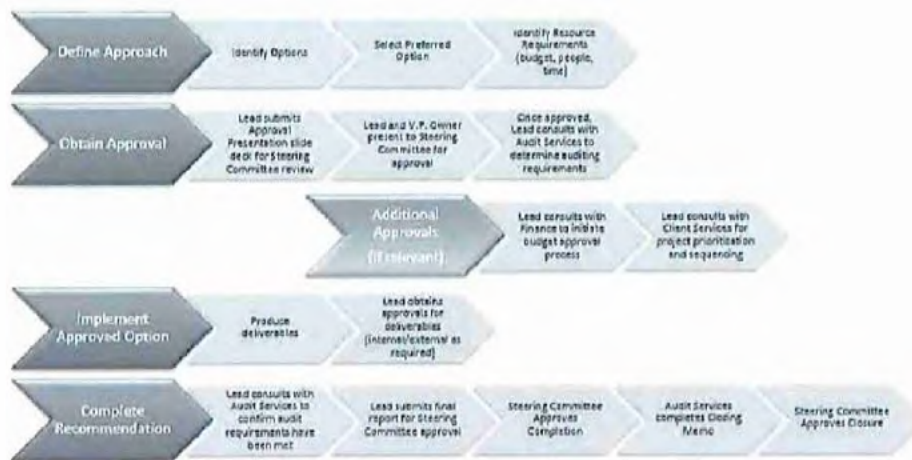 Define Approach
Identify Options
Select Preferred
Option
Identify Resource
Requirements
(budget, people,
time)
Obtain Approval
Lead submits
Approval
Presentation slide
deck for Steering
Committee review
Lead and V.P. Owner
present to Steering
Committee for
approval
Once approved,
Lead consults with
Audit Services to
determine auditing
requirements
Additional
Approvals
(if relevant)
Lead consults with
Finance to initiate
budget approval
process
Lead consults with
Client Services for
project prioritization
and sequencing
Implement
Approved Option
Produce
deliverables
Lead obtains
approvals for
deliverables
(internal/external as
required)
Complete
Recommendation
Lead consults with
Audit Services to
confirm audit
requirements have
been met
Lead submits final
report for Steering
Committee approval
Steering Committee
Approves
Completion
Audit Services
completes Closing
Memo
Steering Committee
Approves Closure